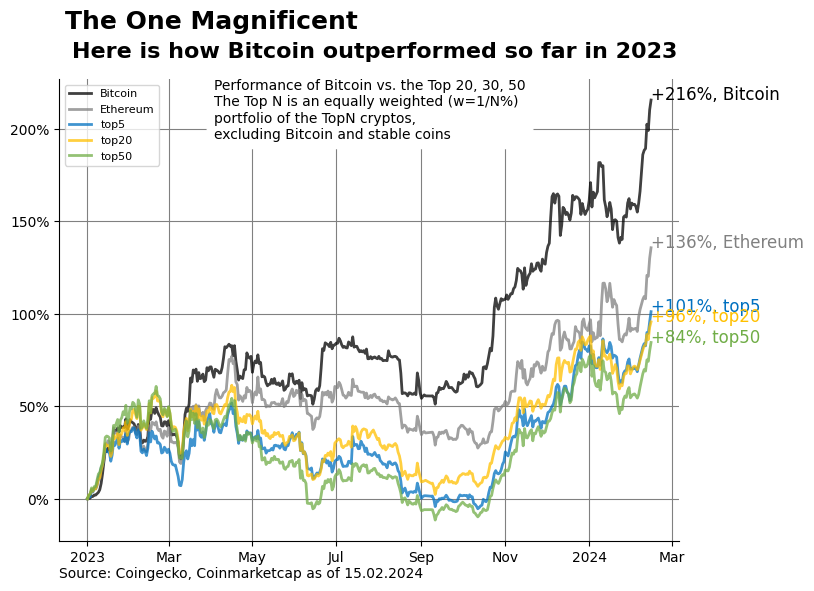 The One Magnificent
Here is how Bitcoin outperformed so far in 2023
Bitcoin
Ethereum
top5
top20
top50
Performance of Bitcoin vs. the Top 20, 30, 50
The Top N is an equally weighted (w=1/N%)
portfolio of the TopN cryptos,
excluding Bitcoin and stable coins
+216%, Bitcoin
+136%, Ethereum
+101%, top5
+96%, top20
+84%, top50
200%
150%
100%
50%
0%
2023 Mar May Jul Sep Nov 2024 Mar
Source: Coingecko, Coinmarketcap as of 15.02.2024